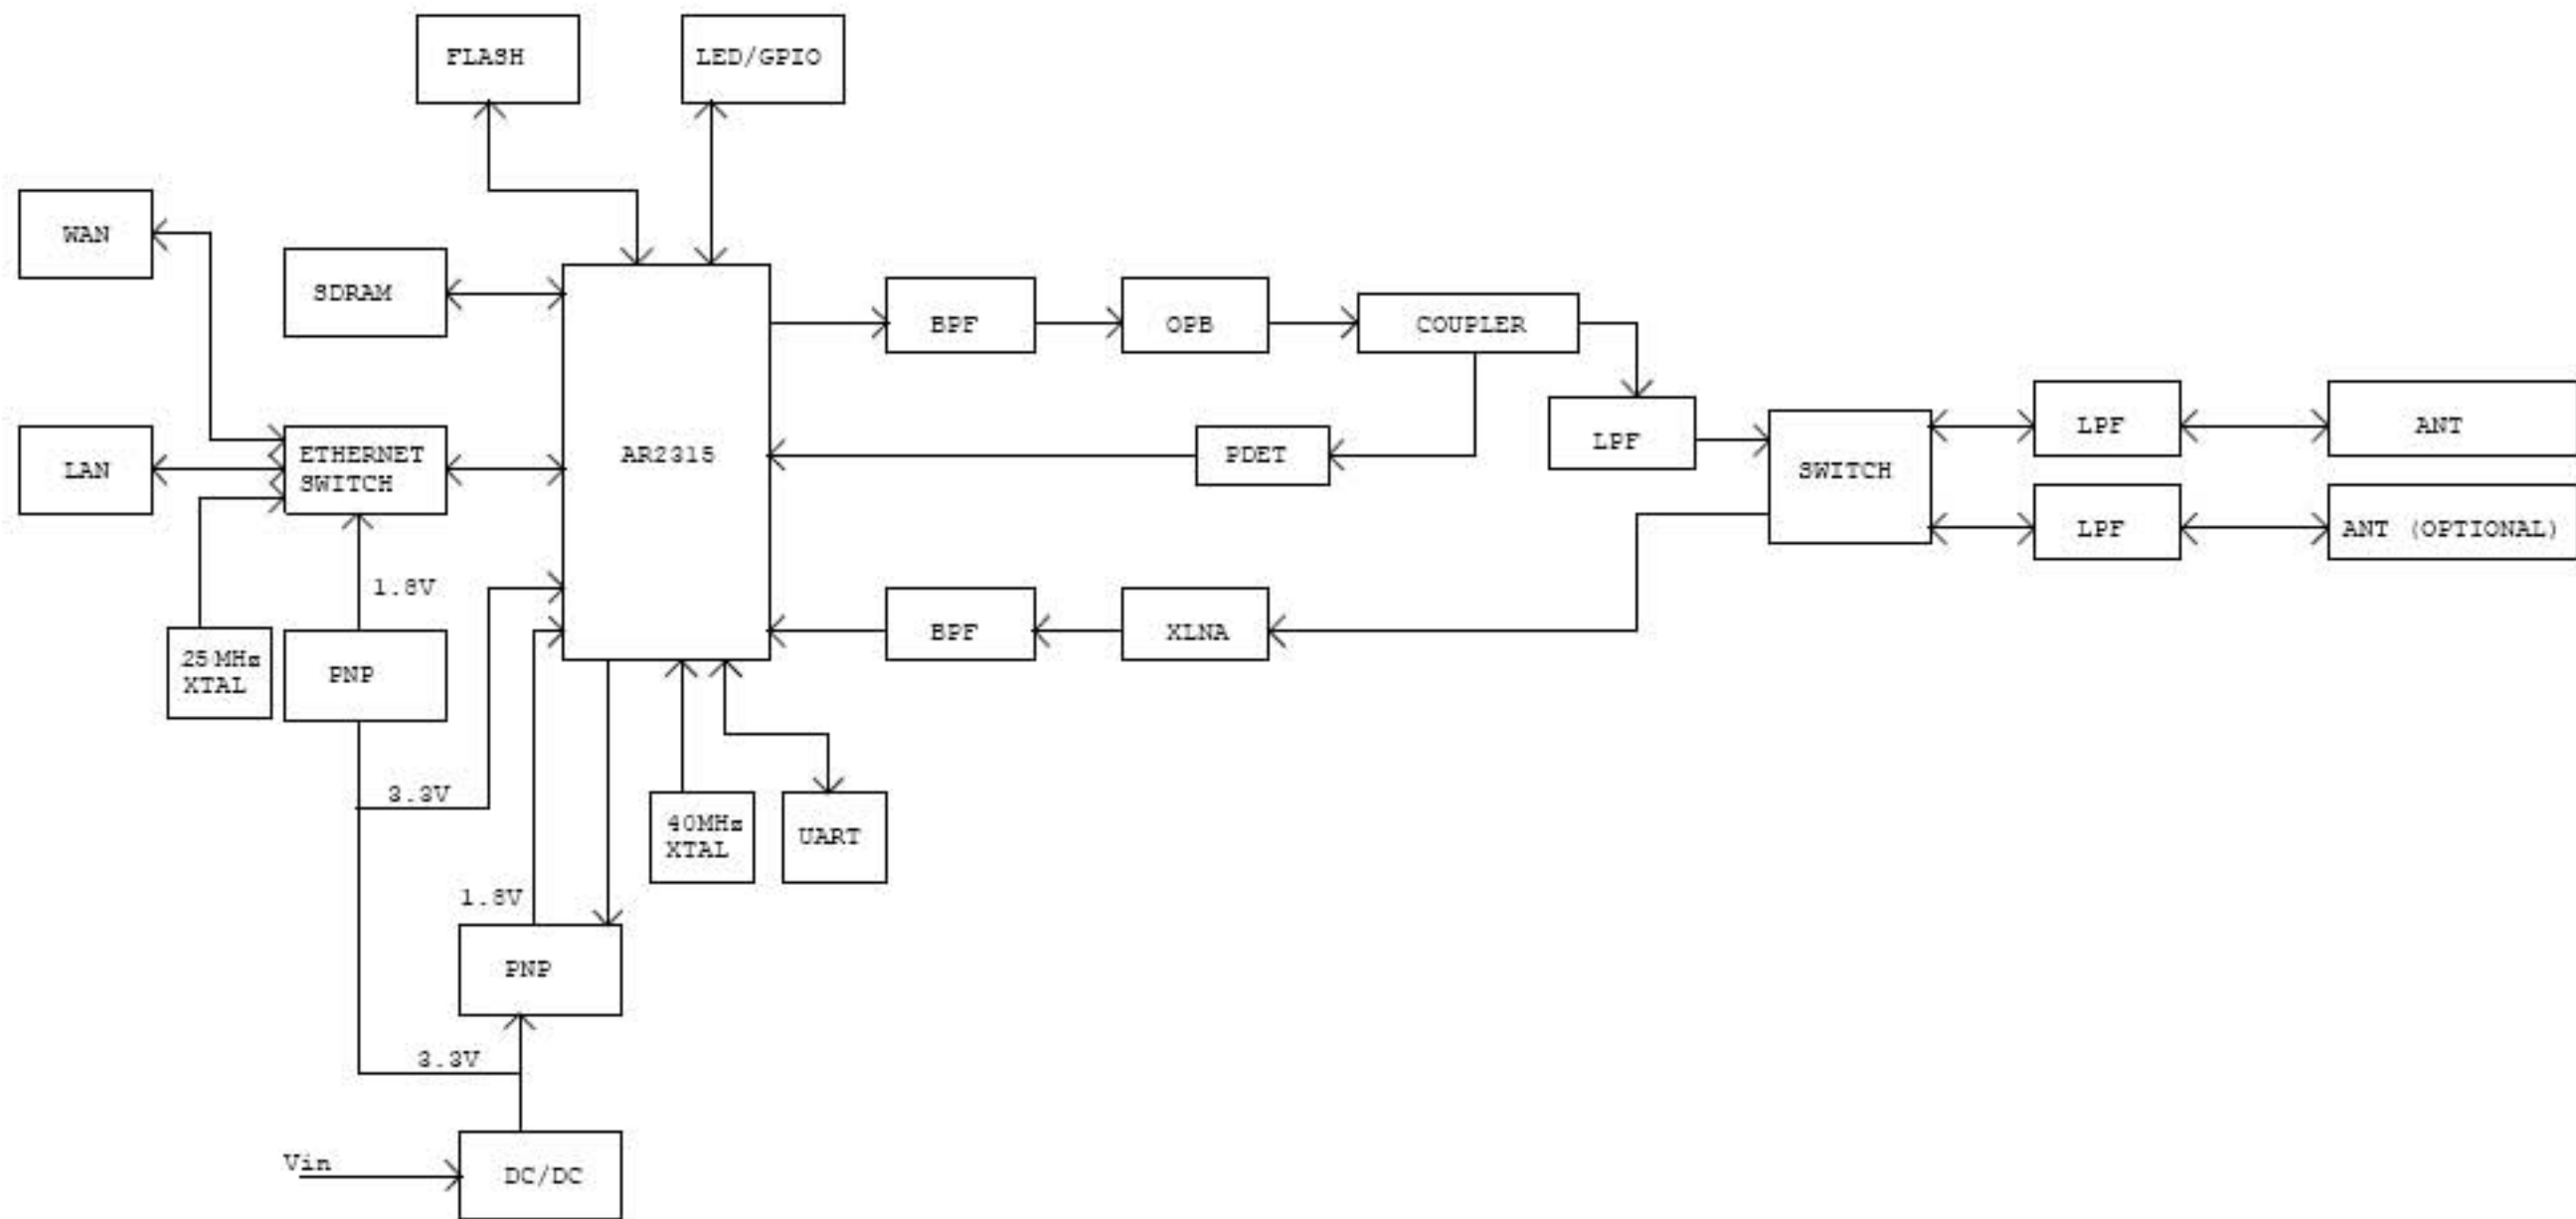 FLASH
LED/GPIO
WAN
SDRAM
BPF
OPB
COUPLER
LAN
ETHERNET
SWITCH
AR2315
PDET
LPF
SWITCH
LPF
ANT
LPF
ANT (OPTIONAL)
1.8V
25MHz
XTAL
PNP
BPF
XLNA
3.3V
40MHz
XTAL
UART
1.8V
PNP
3.3V
Vin
DC/DC